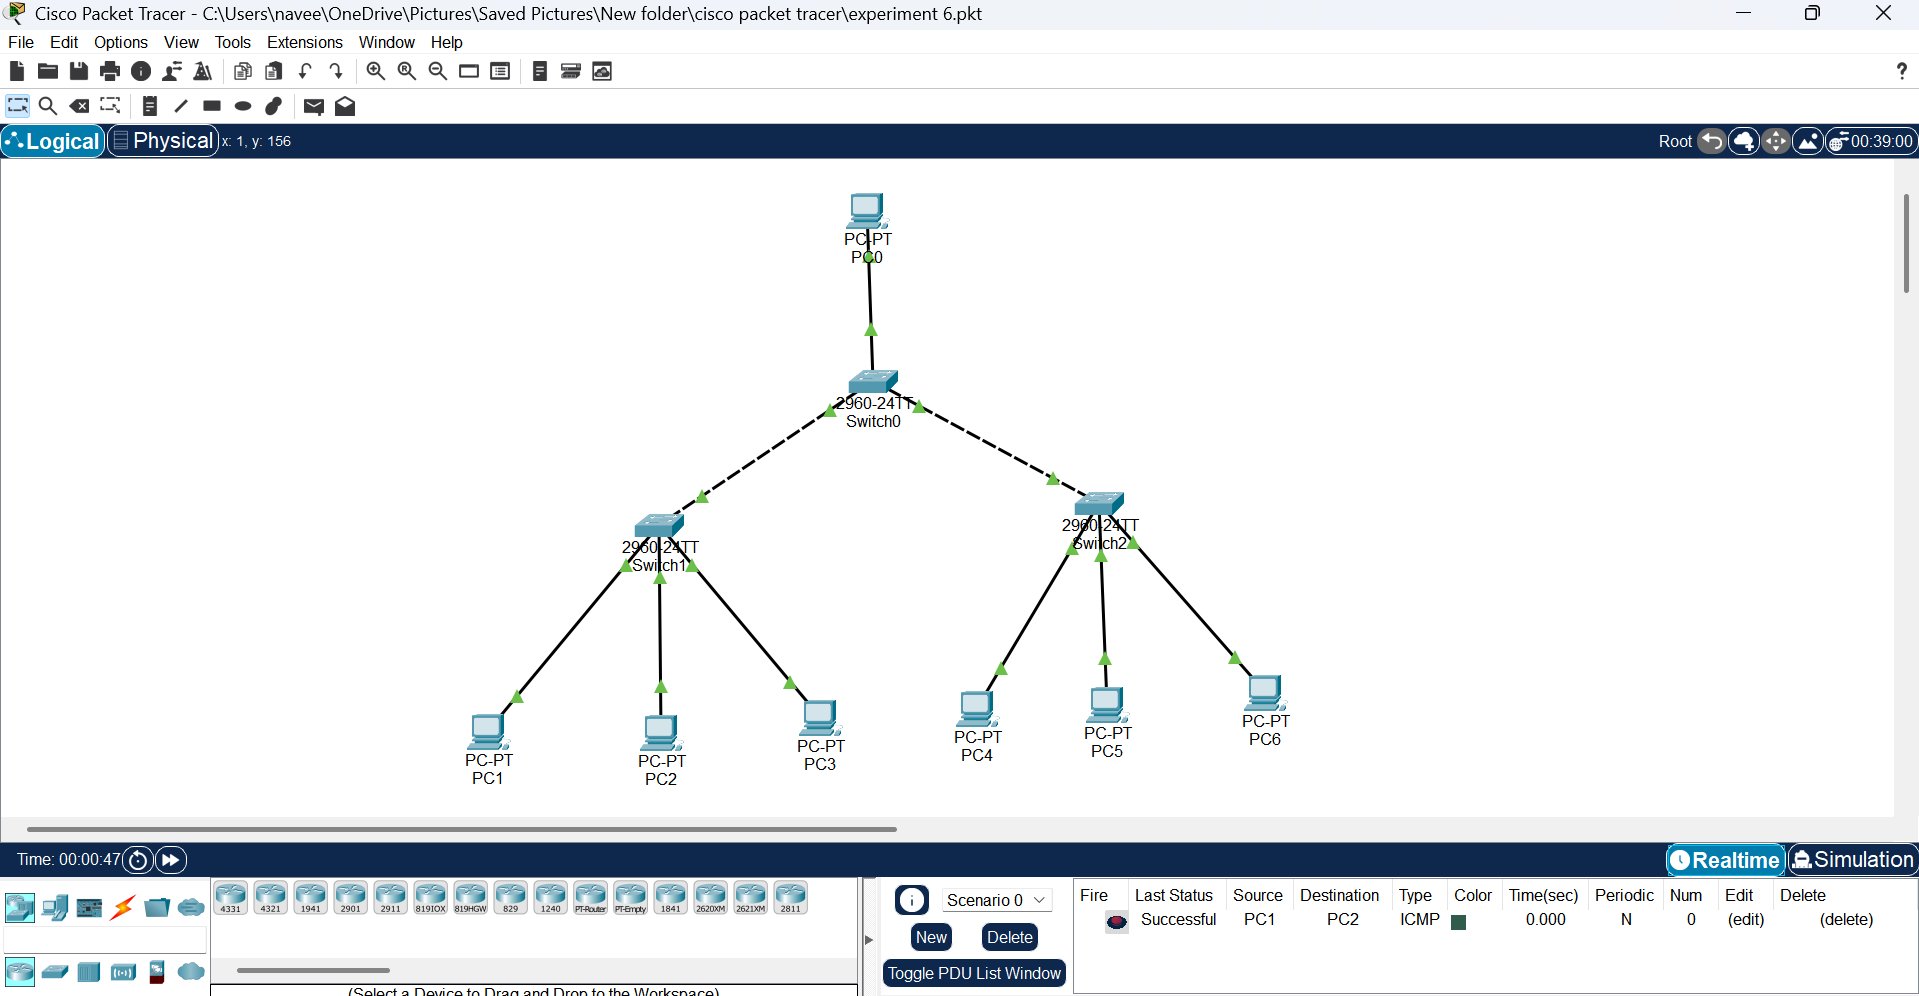 Cisco Packet Tracer - C:\Users\navee\OneDrive\Pictures\Saved Pictures\New folder\cisco packet tracer\experiment 6.pkt
File Edit Options View Tools Extensions Window Help
?
Logical Physical x: 1, y: 156 Root 00:39:00
PC-PT
PC0
2960-24TT
Switch0
2960-24TT
Switch1
2960-24TT
Switch2
PC-PT
PC1
PC-PT
PC2
PC-PT
PC3
PC-PT
PC4
PC-PT
PC5
PC-PT
PC6
Time: 00:00:47 Realtime Simulation
4331 4321 1941 2901 2911 819IOX 819HGW 829 1240 PT-Router PT-Empty 1841 2620XM 2621XM 2811
(Select a Device to Drag and Drop to the Workspace)
Scenario 0
New Delete
Toggle PDU List Window
Fire Last Status Source Destination Type Color Time(sec) Periodic Num Edit Delete
Successful PC1 PC2 ICMP 0.000 N 0 (edit) (delete)